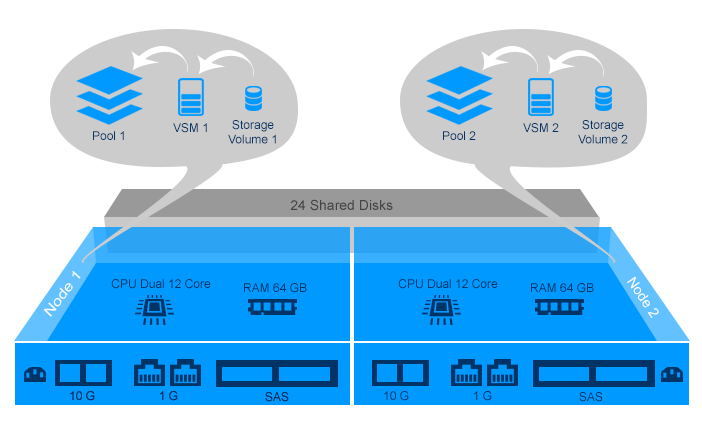 Pool 1
VSM 1
Storage
Volume 1
Pool 2
VSM 2
Storage
Volume 2
24 Shared Disks
Node 1
CPU Dual 12 Core
RAM 64 GB
CPU Dual 12 Core
RAM 64 GB
Node 2
10 G
1 G
SAS
10 G
1 G
SAS